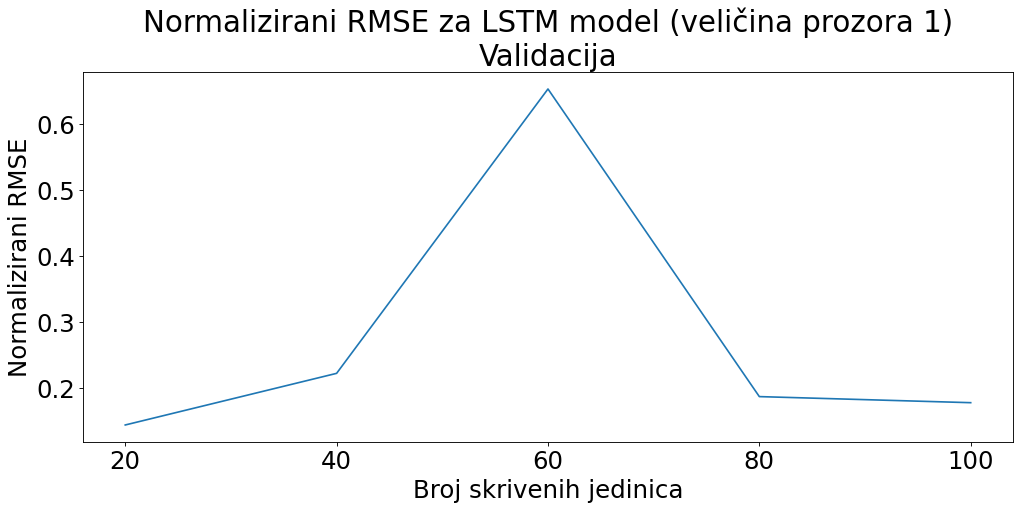 Normalizirani RMSE za LSTM model (veličina prozora 1)
Validacija
Normalizirani RMSE
0.6
0.5
0.4
0.3
0.2
20 40 60 80 100
Broj skrivenih jedinica